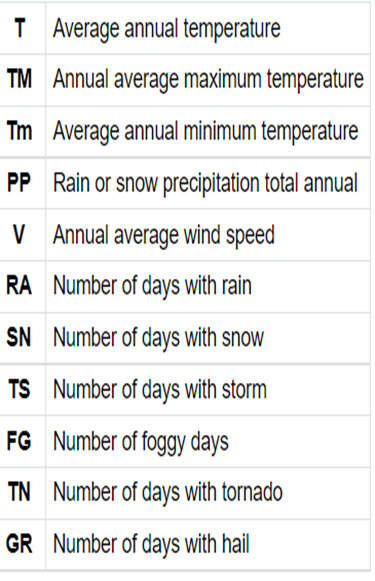 T Average annual temperature
TM Annual average maximum temperature
Tm Average annual minimum temperature
PP Rain or snow precipitation total annual
V Annual average wind speed
RA Number of days with rain
SN Number of days with snow
TS Number of days with storm
FG Number of foggy days
TN Number of days with tornado
GR Number of days with hail